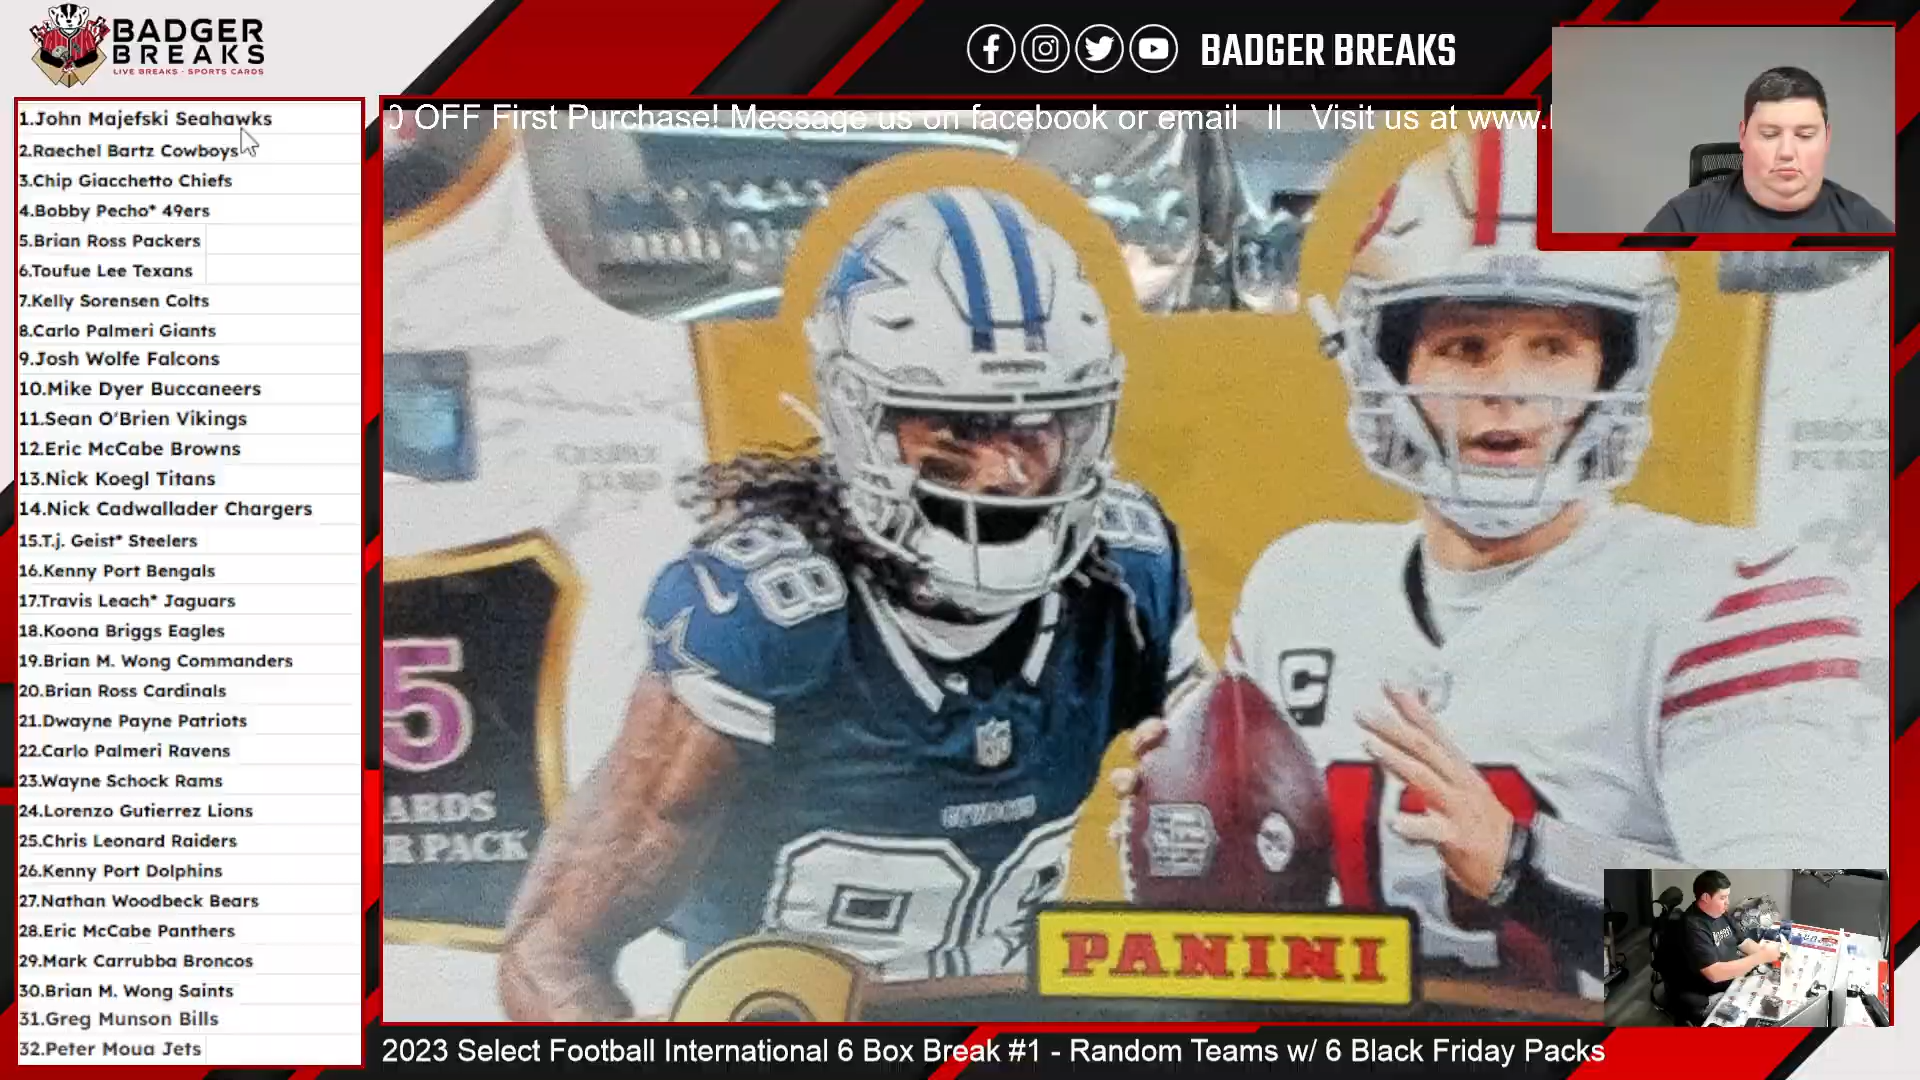 BADGER
BREAKS
LIVE BREAKS - SPORTS CARDS
BADGER BREAKS
0 OFF First Purchase! Message us on facebook or email II Visit us at www.
1.John Majefski Seahawks
2.Raechel Bartz Cowboys
3.Chip Giacchetto Chiefs
4.Bobby Pecho* 49ers
5.Brian Ross Packers
6.Toufue Lee Texans
7.Kelly Sorensen Colts
8.Carlo Palmeri Giants
9.Josh Wolfe Falcons
10.Mike Dyer Buccaneers
11.Sean O'Brien Vikings
12.Eric McCabe Browns
13.Nick Koegl Titans
14.Nick Cadwallader Chargers
15.T.j. Geist* Steelers
16.Kenny Port Bengals
17.Travis Leach* Jaguars
18.Koona Briggs Eagles
19.Brian M. Wong Commanders
20.Brian Ross Cardinals
21.Dwayne Payne Patriots
22.Carlo Palmeri Ravens
23.Wayne Schock Rams
24.Lorenzo Gutierrez Lions
25.Chris Leonard Raiders
26.Kenny Port Dolphins
27.Nathan Woodbeck Bears
28.Eric McCabe Panthers
29.Mark Carrubba Broncos
30.Brian M. Wong Saints
31.Greg Munson Bills
32.Peter Moua Jets
88
C
NFL
5
ARDS
R PACK
PANINI
2023 Select Football International 6 Box Break #1 - Random Teams w/ 6 Black Friday Packs